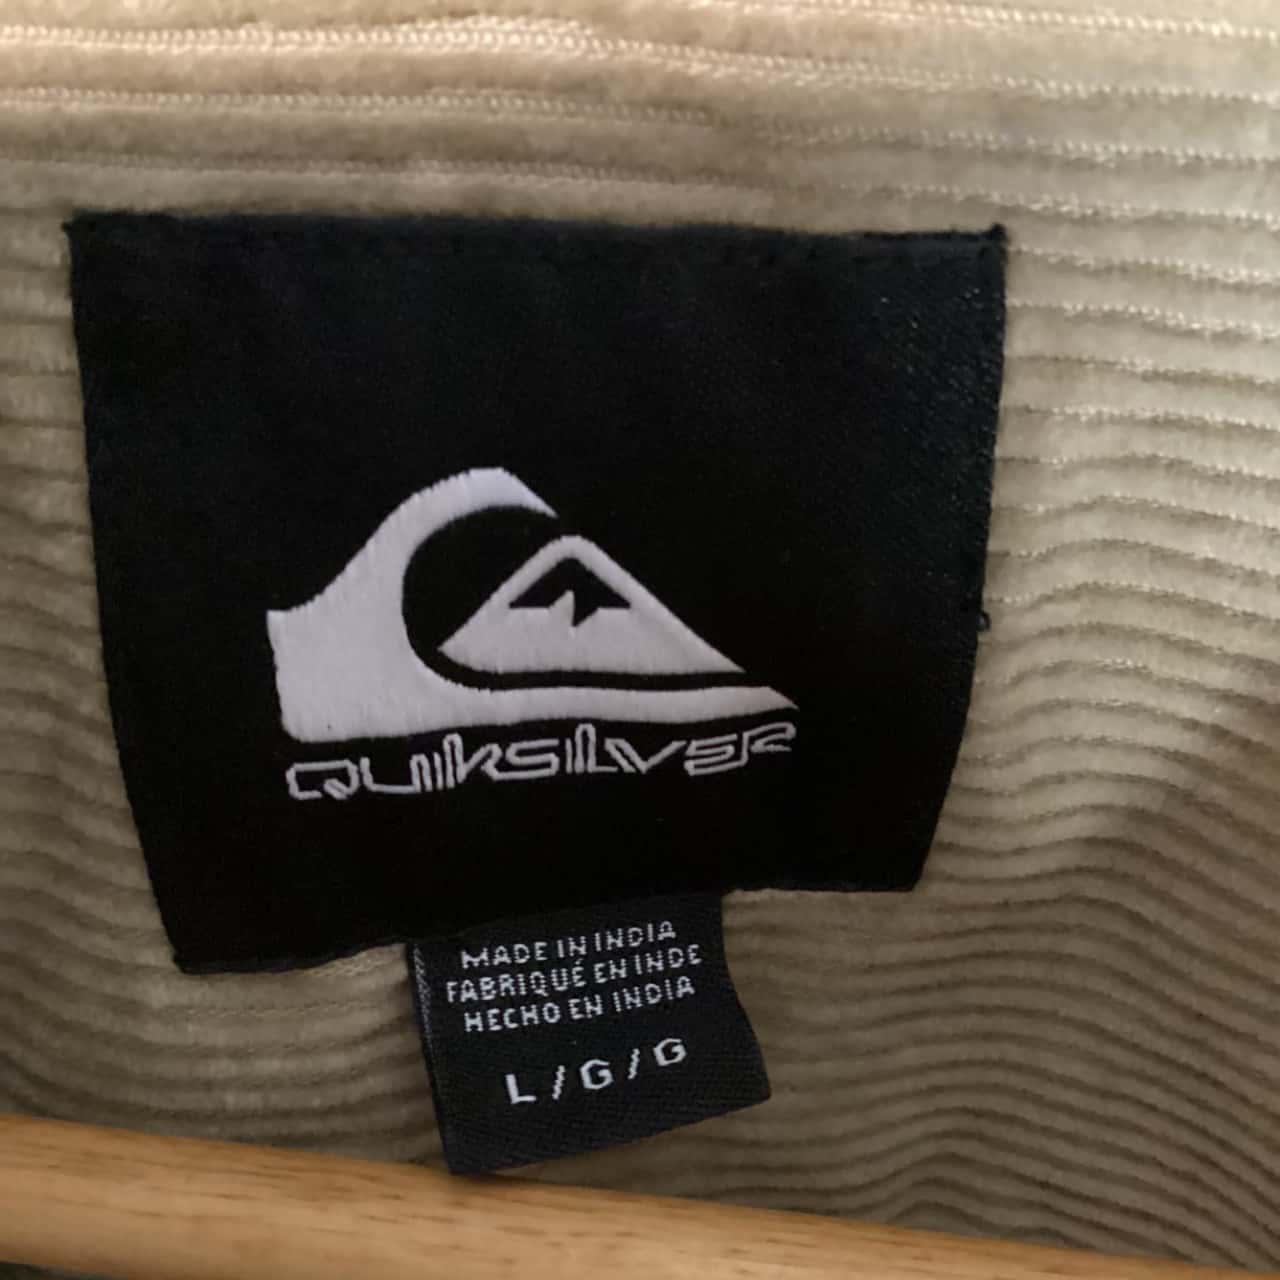 QUIKSILVER
MADE IN INDIA
FABRIQUÉ EN INDE
HECHO EN INDIA
L / G / G